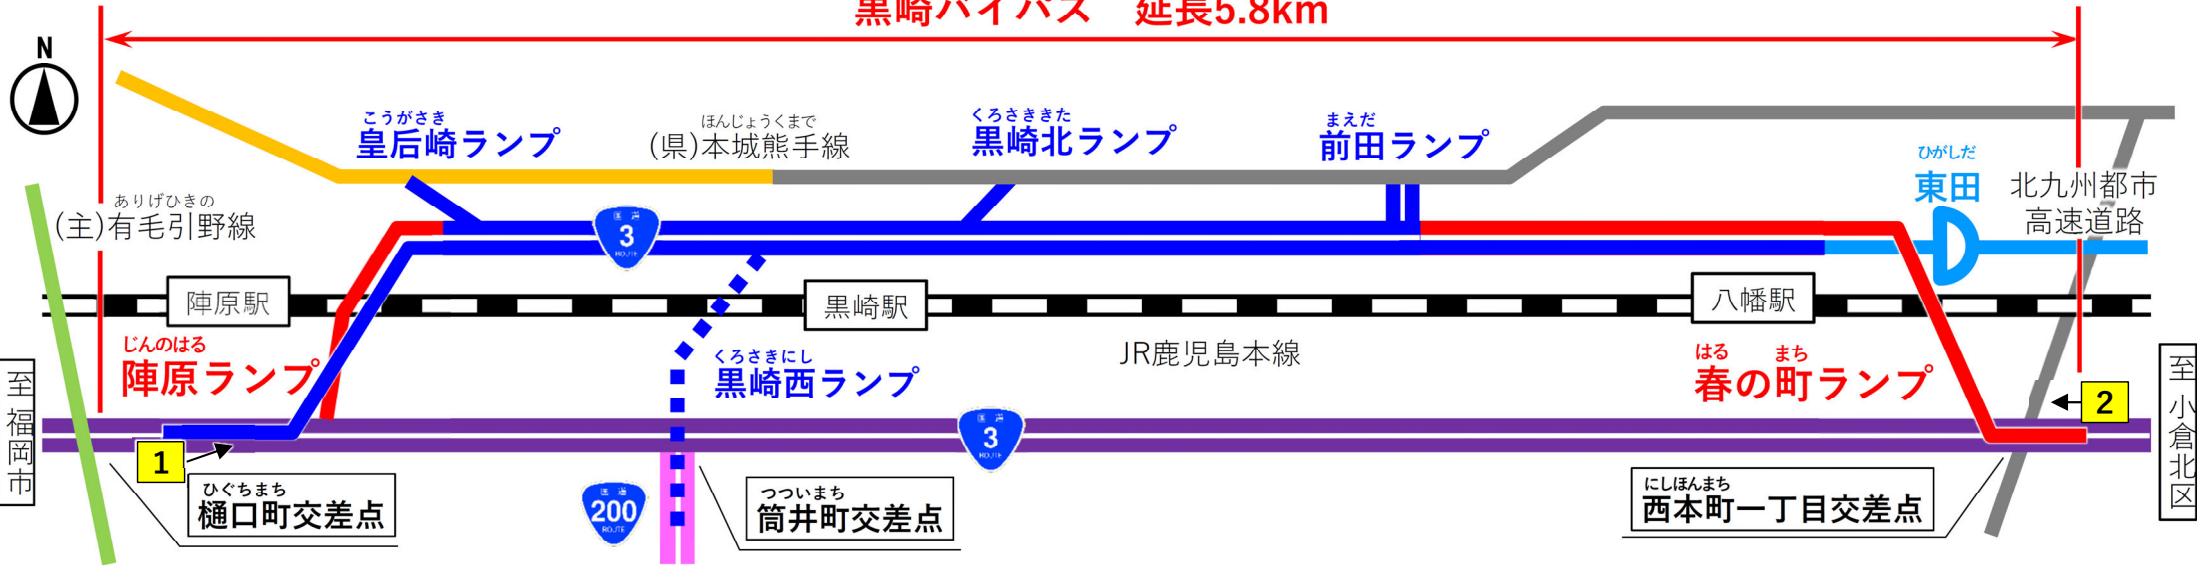 黒崎バイパス 延長5.8km
N
こうがさき
皇后崎ランプ
ほんじょうくまで
(県)本城熊手線
くろさききた
黒崎北ランプ
まえだ
前田ランプ
ひがしだ
東田
北九州都市
高速道路
ありげひきの
(主)有毛引野線
国道
3
ROUTE
陣原駅
黒崎駅
八幡駅
JR鹿児島本線
じんのはる
陣原ランプ
くろさきにし
黒崎西ランプ
はる まち
春の町ランプ
至福岡市
至小倉北区
1
2
国道
3
ROUTE
ひぐちまち
樋口町交差点
国道
200
ROUTE
つついまち
筒井町交差点
にしほんまち
西本町一丁目交差点